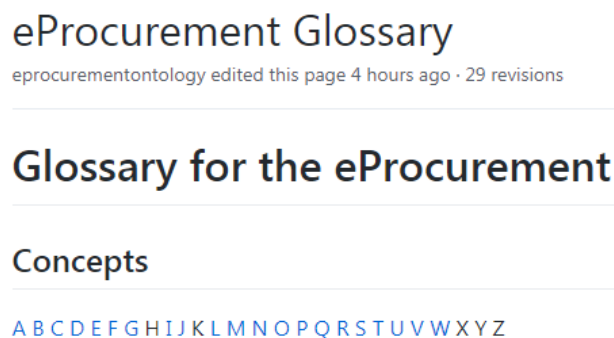 eProcurement Glossary
eprocurementontology edited this page 4 hours ago · 29 revisions
Glossary for the eProcurement
Concepts
A B C D E F G H I J K L M N O P Q R S T U V W X Y Z